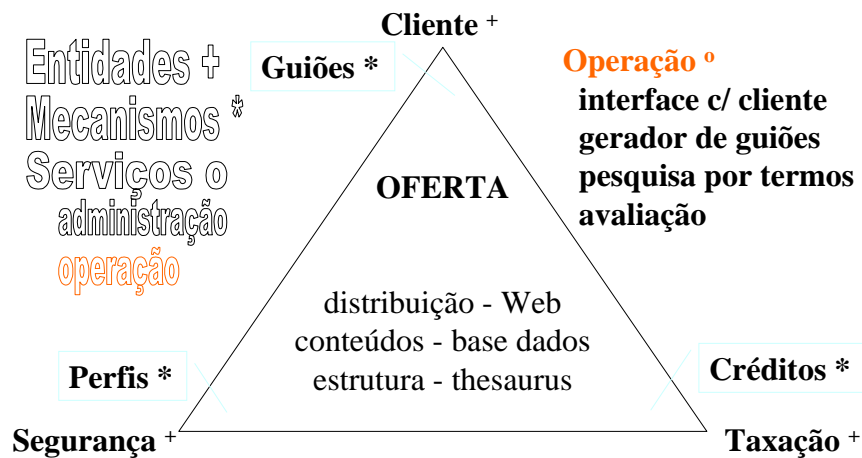 Cliente +
Entidades +
Mecanismos *
Serviços o
administração
operação
Guiões *
Operação o
interface c/ cliente
gerador de guiões
pesquisa por termos
avaliação
OFERTA
distribuição - Web
conteúdos - base dados
estrutura - thesaurus
Perfis *
Créditos *
Segurança +
Taxação +